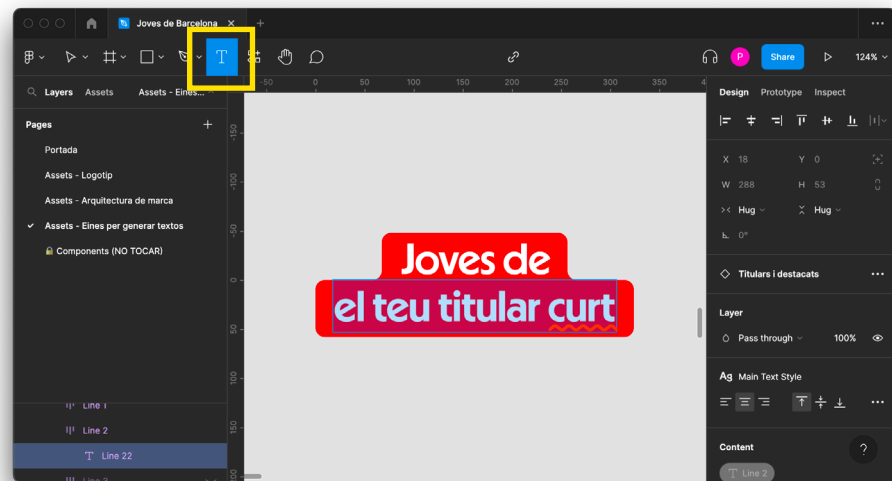 Joves de Barcelona
T
P
Share
124%
Layers
Assets
Assets - Eines...
-50
0
50
100
150
200
250
300
350
4
Design
Prototype
Inspect
Pages
Portada
Assets - Logotip
Assets - Arquitectura de marca
Assets - Eines per generar textos
Components (NO TOCAR)
-150
-100
-50
0
50
100
150
Joves de
el teu titular curt
X 18
Y 0
W 288
H 53
Hug
Hug
0°
Titulars i destacats
Layer
Pass through
100%
Ag Main Text Style
Content
T Line 2
?
Line 1
Line 2
T Line 22